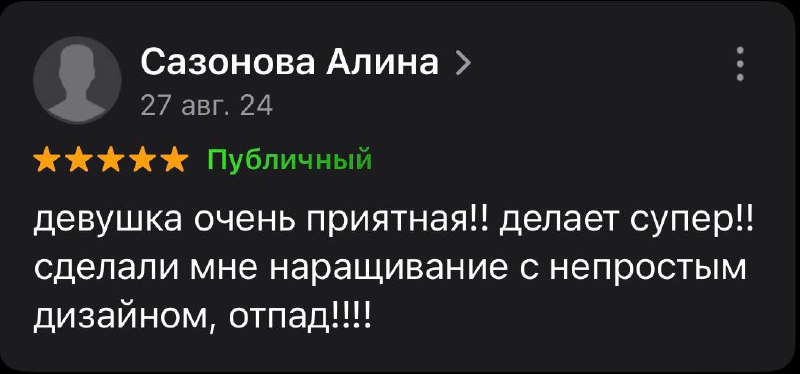 Сазонова Алина
27 авг. 24
Публичный
девушка очень приятная!! делает супер!!
сделали мне наращивание с непростым
дизайном, отпад!!!!